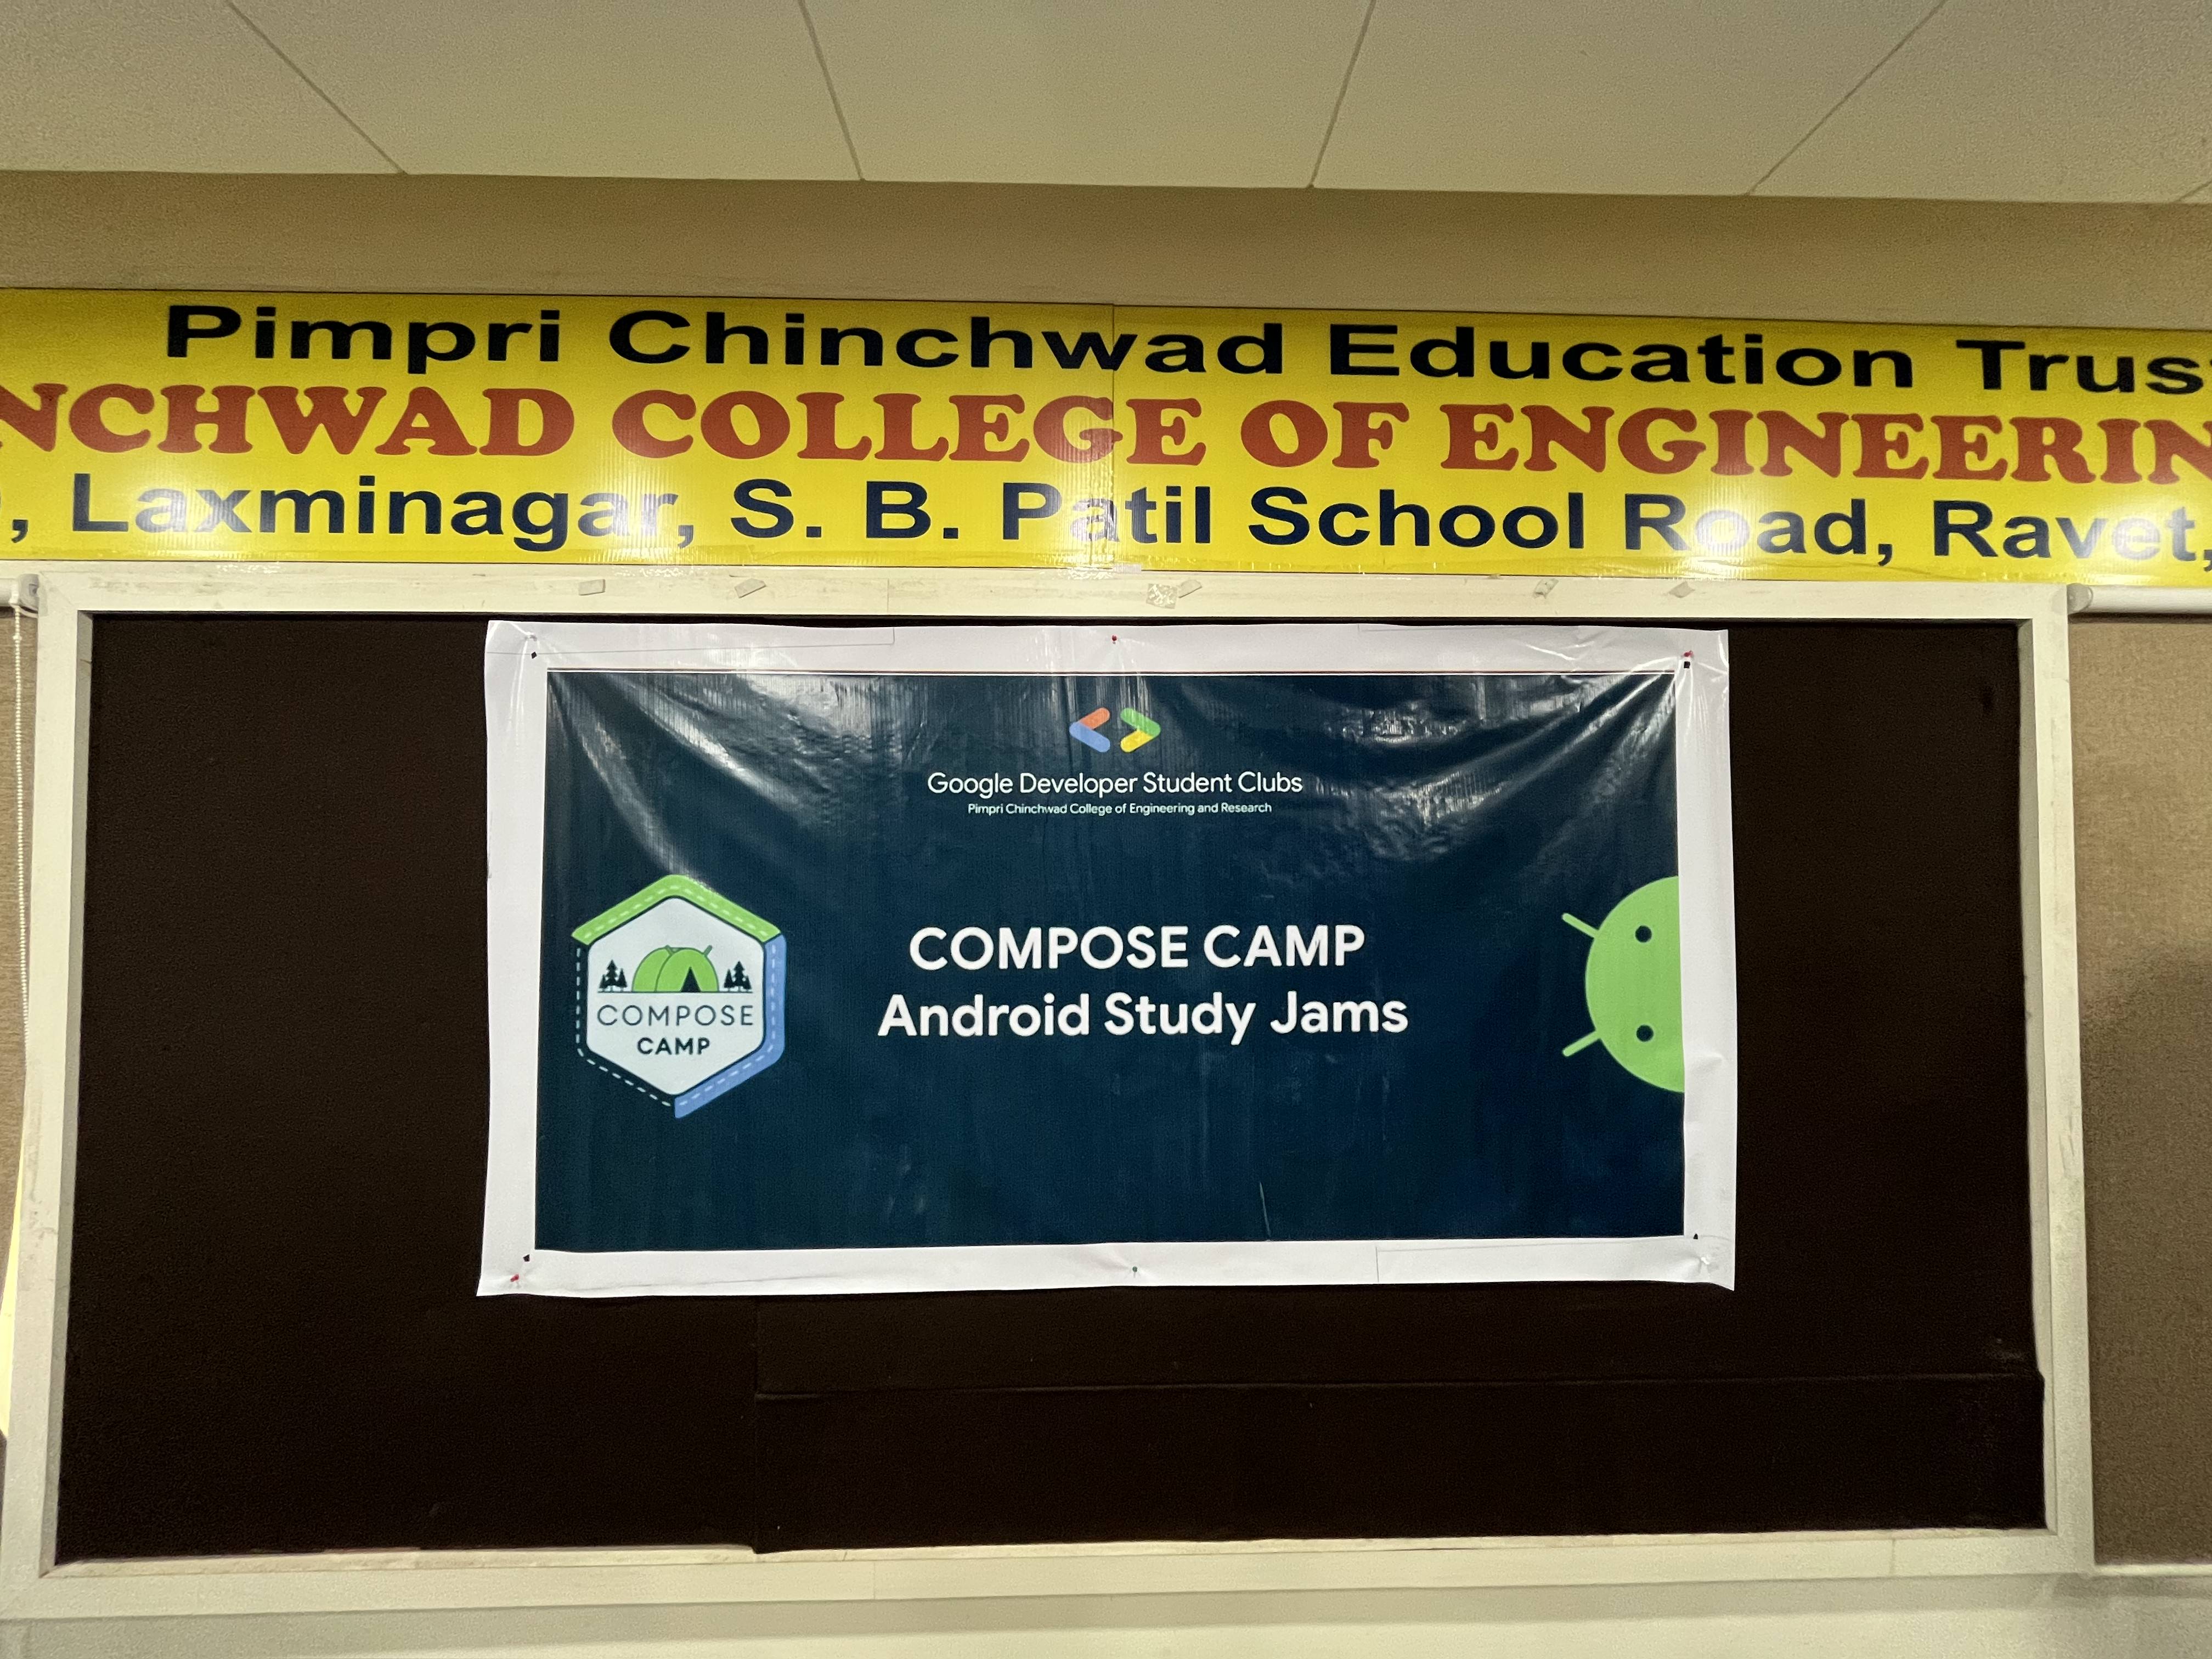 Pimpri Chinchwad Education Trust
NCHWAD COLLEGE OF ENGINEERIN
, Laxminagar, S. B. Patil School Road, Ravet,
Google Developer Student Clubs
Pimpri Chinchwad College of Engineering and Research
COMPOSE CAMP
Android Study Jams
COMPOSE
CAMP